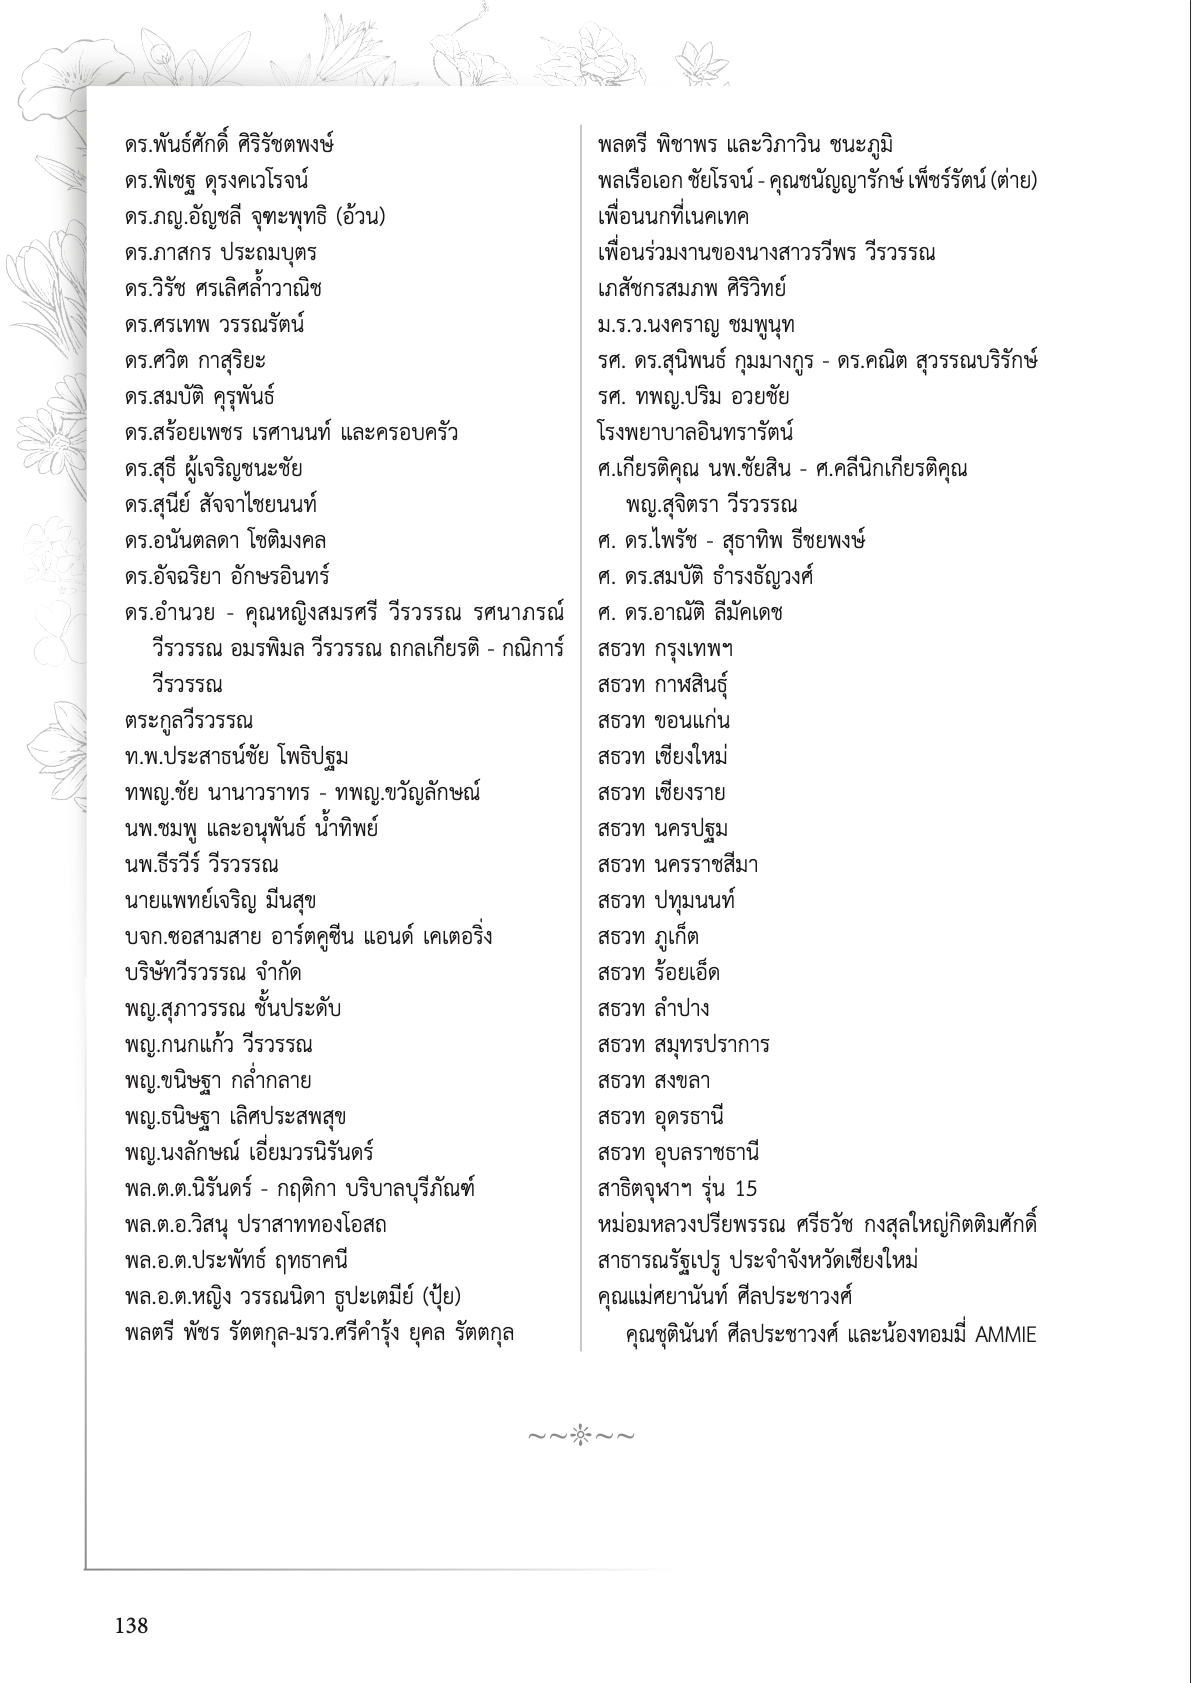 ดร.พันธ์ศักดิ์ ศิริรัชตพงษ์
ดร.พิเชฐ ดุรงคเวโรจน์
ดร.ภญ.อัญชลี จุฑะพุทธิ (อ้วน)
ดร.ภาสกร ประถมบุตร
ดร.วิรัช ศรเลิศล้ำวาณิช
ดร.ศรเทพ วรรณรัตน์
ดร.ศวิต กาสุริยะ
ดร.สมบัติ คุรุพันธ์
ดร.สร้อยเพชร เรศานนท์ และครอบครัว
ดร.สุธี ผู้เจริญชนะชัย
ดร.สุนีย์ สัจจาไชยนนท์
ดร.อนันตลดา โชติมงคล
ดร.อัจฉริยา อักษรอินทร์
ดร.อำนวย - คุณหญิงสมรศรี วีรวรรณ รศนาภรณ์
วีรวรรณ อมรพิมล วีรวรรณ ถกลเกียรติ - กณิการ์
วีรวรรณ
ตระกูลวีรวรรณ
ท.พ.ประสาธน์ชัย โพธิปฐม
ทพญ.ชัย นานาวราทร - ทพญ.ขวัญลักษณ์
นพ.ชมพู และอนุพันธ์ น้ำทิพย์
นพ.ธีรวีร์ วีรวรรณ
นายแพทย์เจริญ มีนสุข
บจก.ซอสามสาย อาร์ตคูซีน แอนด์ เคเตอริ่ง
บริษัทวีรวรรณ จำกัด
พญ.สุภาวรรณ ชั้นประดับ
พญ.กนกแก้ว วีรวรรณ
พญ.ขนิษฐา กล่ำกลาย
พญ.ธนิษฐา เลิศประสพสุข
พญ.นงลักษณ์ เอี่ยมวรนิรันดร์
พล.ต.ต.นิรันดร์ - กฤติกา บริบาลบุรีภัณฑ์
พล.ต.อ.วิสนุ ปราสาททองโอสถ
พล.อ.ต.ประพัทธ์ ฤทธาคนี
พล.อ.ต.หญิง วรรณนิดา ธูปะเตมีย์ (ปุ้ย)
พลตรี พัชร รัตตกุล-มรว.ศรีคำรุ้ง ยุคล รัตตกุล
พลตรี พิชาพร และวิภาวิน ชนะภูมิ
พลเรือเอก ชัยโรจน์ - คุณชนัญญารักษ์ เพ็ชร์รัตน์ (ต่าย)
เพื่อนนกที่เนคเทค
เพื่อนร่วมงานของนางสาวรวีพร วีรวรรณ
เภสัชกรสมภพ ศิริวิทย์
ม.ร.ว.นงคราญ ชมพูนุท
รศ. ดร.สุนิพนธ์ กุมมางกูร - ดร.คณิต สุวรรณบริรักษ์
รศ. ทพญ.ปริม อวยชัย
โรงพยาบาลอินทรารัตน์
ศ.เกียรติคุณ นพ.ชัยสิน - ศ.คลีนิกเกียรติคุณ
พญ.สุจิตรา วีรวรรณ
ศ. ดร.ไพรัช - สุธาทิพ ธีชยพงษ์
ศ. ดร.สมบัติ ธำรงธัญวงศ์
ศ. ดร.อาณัติ ลีมัคเดช
สธวท กรุงเทพฯ
สธวท กาฬสินธุ์
สธวท ขอนแก่น
สธวท เชียงใหม่
สธวท เชียงราย
สธวท นครปฐม
สธวท นครราชสีมา
สธวท ปทุมนนท์
สธวท ภูเก็ต
สธวท ร้อยเอ็ด
สธวท ลำปาง
สธวท สมุทรปราการ
สธวท สงขลา
สธวท อุดรธานี
สธวท อุบลราชธานี
สาธิตจุฬาฯ รุ่น 15
หม่อมหลวงปรียพรรณ ศรีธวัช กงสุลใหญ่กิตติมศักดิ์
สาธารณรัฐเปรู ประจำจังหวัดเชียงใหม่
คุณแม่ศยานันท์ ศีลประชาวงศ์
คุณชุตินันท์ ศีลประชาวงศ์ และน้องทอมมี่ AMMIE
138